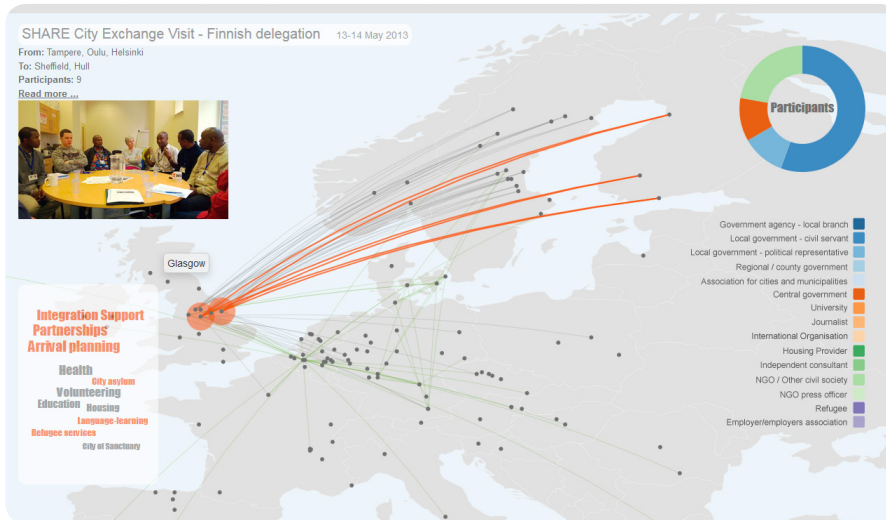 SHARE City Exchange Visit - Finnish delegation 13-14 May 2013
From: Tampere, Oulu, Helsinki
To: Sheffield, Hull
Participants: 9
Read more ...
Participants
Glasgow
Integration Support
Partnerships
Arrival planning
Health
City asylum
Volunteering
Education
Housing
Language-learning
Refugee services
City of Sanctuary
Government agency - local branch
Local government - civil servant
Local government - political representative
Regional / county government
Association for cities and municipalities
Central government
University
Journalist
International Organisation
Housing Provider
Independent consultant
NGO / Other civil society
NGO press officer
Refugee
Employer/employers association